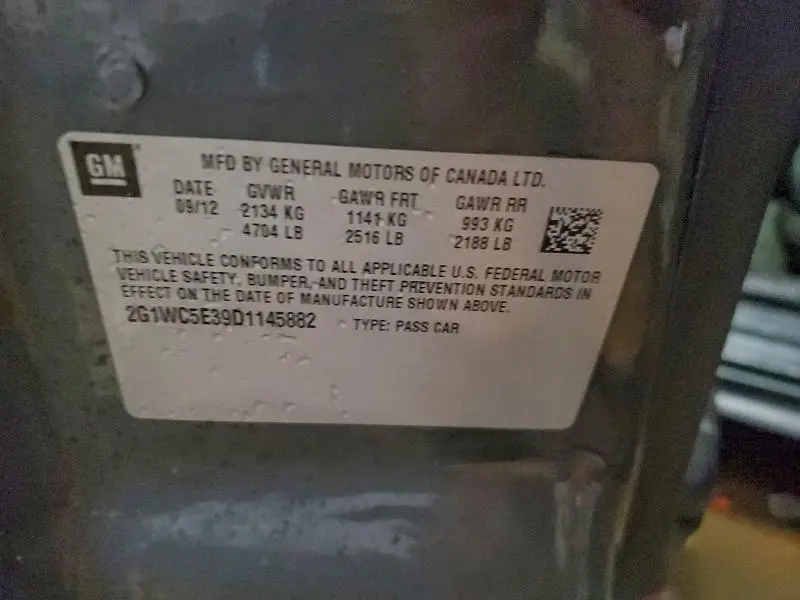 GM
MFD BY GENERAL MOTORS OF CANADA LTD.
DATE GVWR GAWR FRT GAWR RR
09/12 2134 KG 1141 KG 993 KG
4704 LB 2516 LB 2188 LB
THIS VEHICLE CONFORMS TO ALL APPLICABLE U.S. FEDERAL MOTOR
VEHICLE SAFETY, BUMPER, AND THEFT PREVENTION STANDARDS IN
EFFECT ON THE DATE OF MANUFACTURE SHOWN ABOVE.
2G1WC5E39D1145882 TYPE: PASS CAR